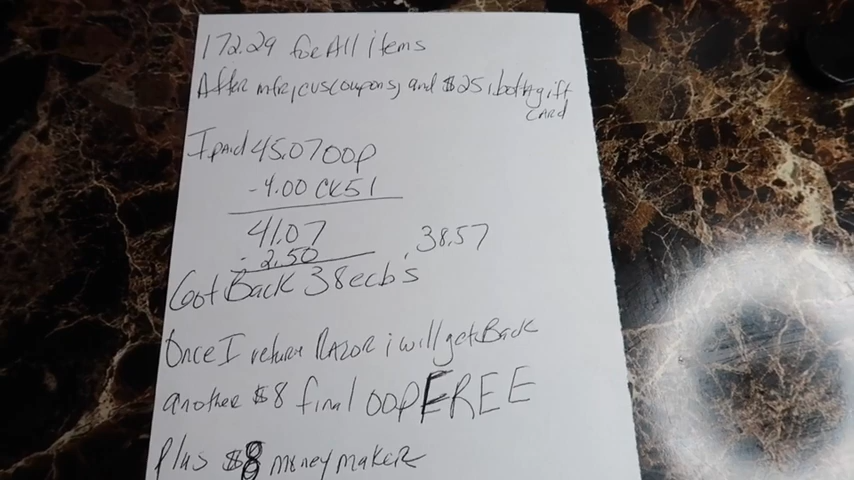 172.29 for All items
After mfr, cvs coupons, and $25 ibotta gift
CARD
I paid 45.07 OOP
- 4.00 CK51
41.07
- 2.50
38.57
Got Back 38 ecb's
Once I return RAZOR i will get Back
another $8 final OOP FREE
plus $8 money maker